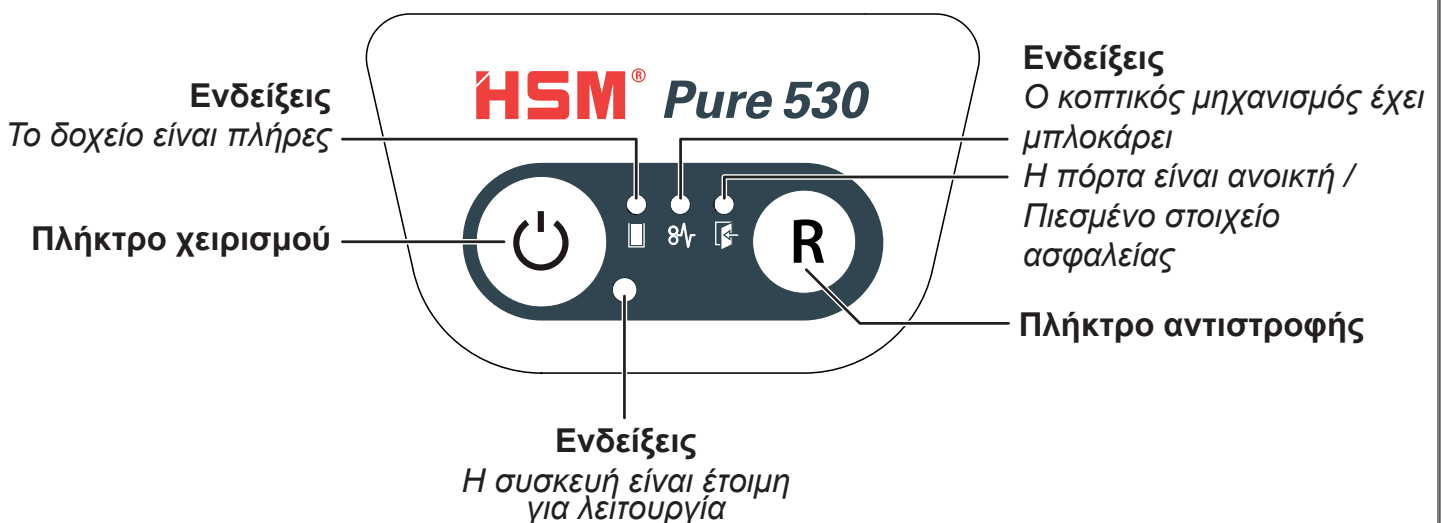 Ενδείξεις
Το δοχείο είναι πλήρες
Πλήκτρο χειρισμού
HSM® Pure 530
R
Ενδείξεις
Ο κοπτικός μηχανισμός έχει
μπλοκάρει
Η πόρτα είναι ανοικτή /
Πιεσμένο στοιχείο
ασφαλείας
Πλήκτρο αντιστροφής
Ενδείξεις
Η συσκευή είναι έτοιμη
για λειτουργία